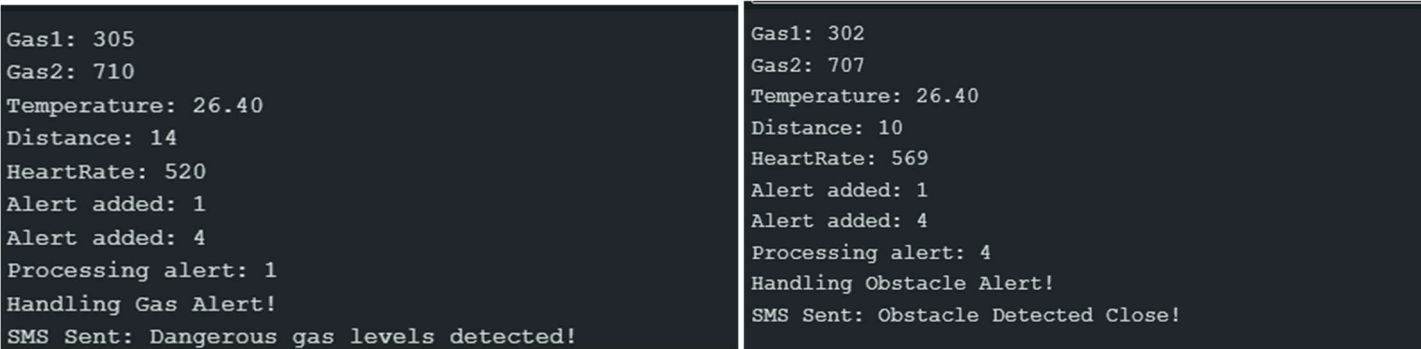 Gas1: 305
Gas2: 710
Temperature: 26.40
Distance: 14
HeartRate: 520
Alert added: 1
Alert added: 4
Processing alert: 1
Handling Gas Alert!
SMS Sent: Dangerous gas levels detected!
Gas1: 302
Gas2: 707
Temperature: 26.40
Distance: 10
HeartRate: 569
Alert added: 1
Alert added: 4
Processing alert: 4
Handling Obstacle Alert!
SMS Sent: Obstacle Detected Close!